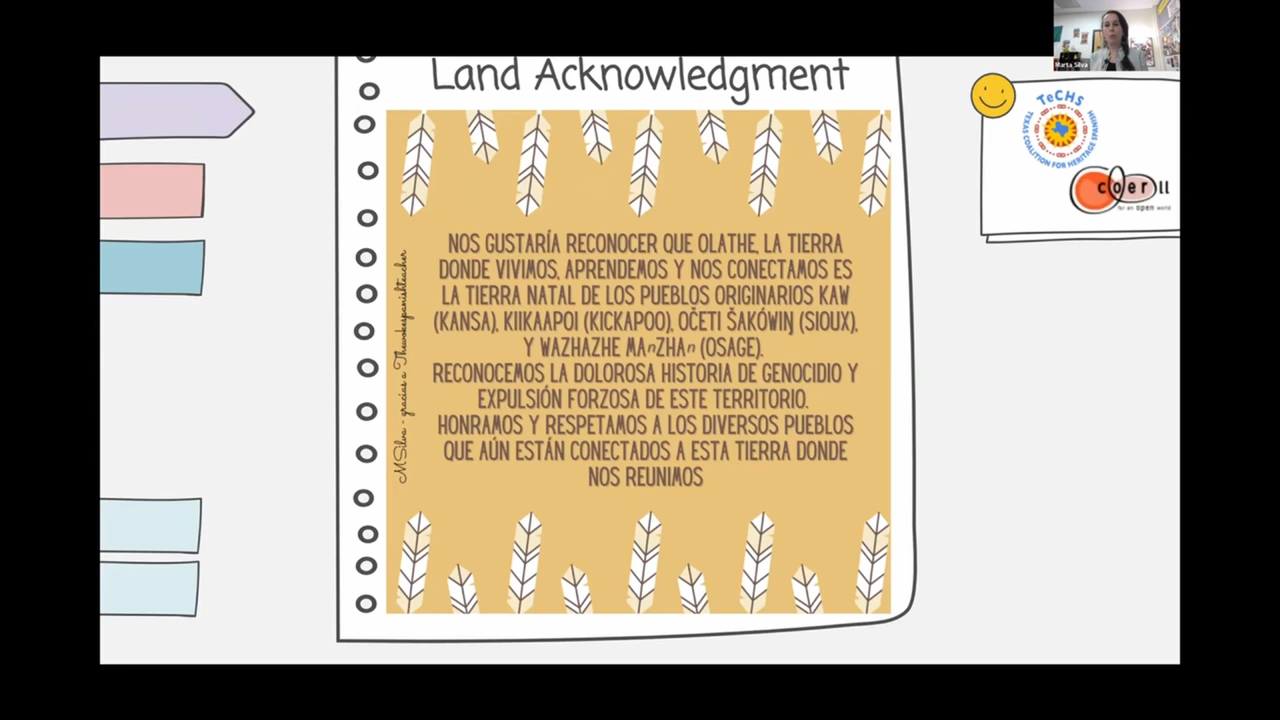 Marta Silva
Land Acknowledgment
TeCHS
TEXAS COALITION FOR HERITAGE SPANISH
coerll
for an open world
NOS GUSTARÍA RECONOCER QUE OLATHE, LA TIERRA
DONDE VIVIMOS, APRENDEMOS Y NOS CONECTAMOS ES
LA TIERRA NATAL DE LOS PUEBLOS ORIGINARIOS KAW
(KANSA), KIIKAAPOI (KICKAPOO), OČETI ŠAKÓWIŊ (SIOUX),
Y WAZHAZHE MAⁿZHAⁿ (OSAGE).
RECONOCEMOS LA DOLOROSA HISTORIA DE GENOCIDIO Y
EXPULSIÓN FORZOSA DE ESTE TERRITORIO.
HONRAMOS Y RESPETAMOS A LOS DIVERSOS PUEBLOS
QUE AÚN ESTÁN CONECTADOS A ESTA TIERRA DONDE
NOS REUNIMOS
MSilva - gracias a Thewokespanishteacher